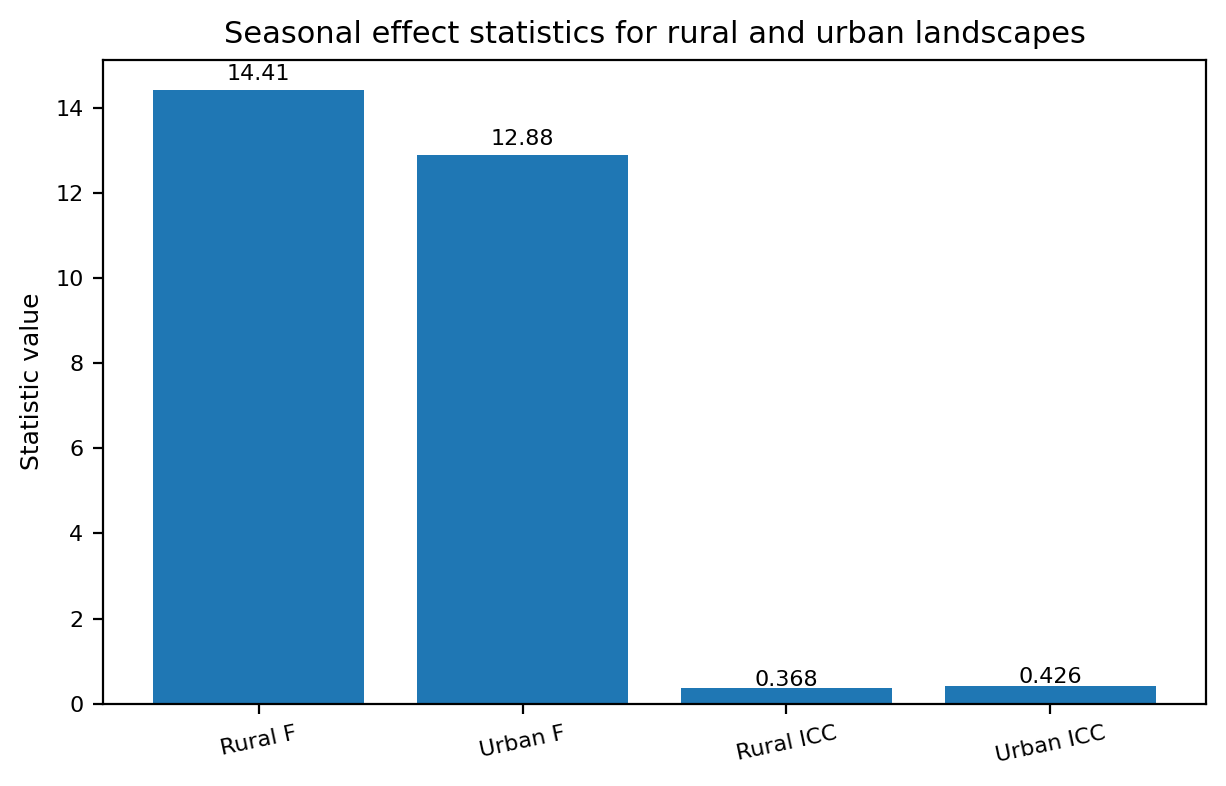 Seasonal effect statistics for rural and urban landscapes
Statistic value
14
12
10
8
6
4
2
0
14.41
12.88
0.368
0.426
Rural F
Urban F
Rural ICC
Urban ICC